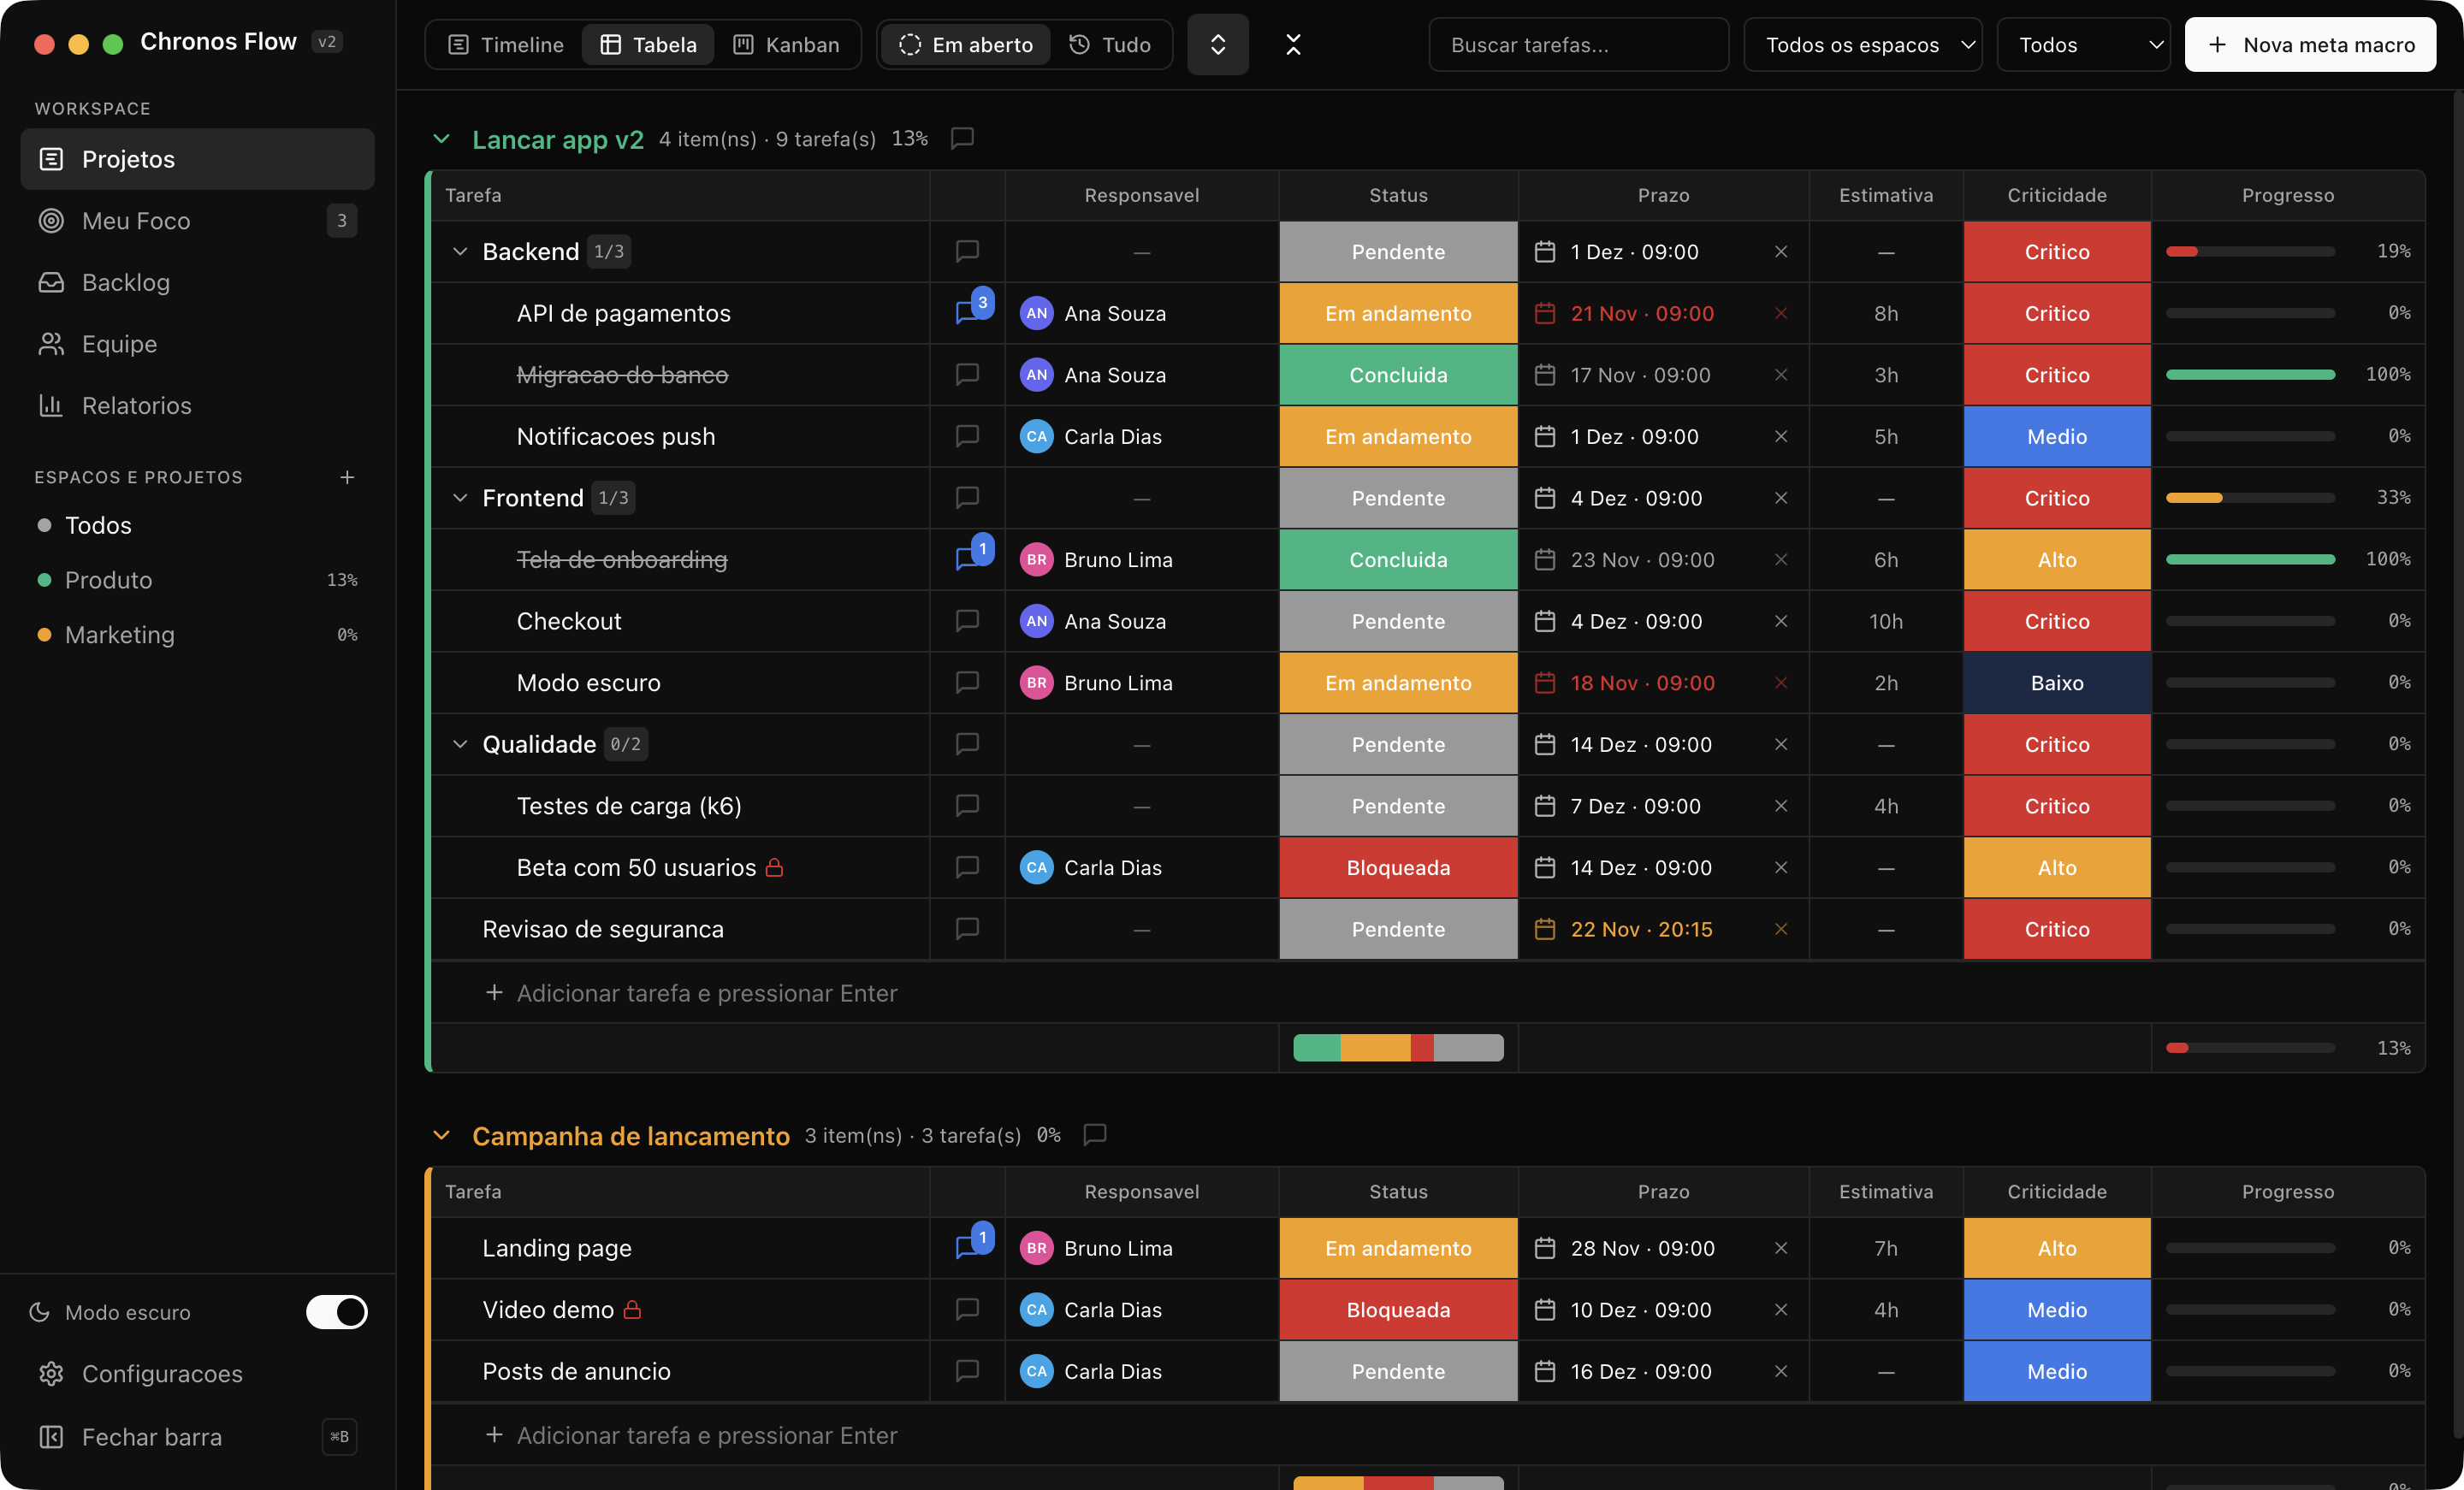 Chronos Flow v2
WORKSPACE
Projetos
Meu Foco 3
Backlog
Equipe
Relatorios
ESPACOS E PROJETOS +
Todos
Produto 13%
Marketing 0%
Modo escuro
Configuracoes
Fechar barra ⌘B
Timeline Tabela Kanban Em aberto Tudo Buscar tarefas... Todos os espacos Todos + Nova meta macro
Lancar app v2 4 item(ns) · 9 tarefa(s) 13%
Tarefa Responsavel Status Prazo Estimativa Criticidade Progresso
Backend 1/3 — Pendente 1 Dez · 09:00 × — Critico 19%
API de pagamentos 3 AN Ana Souza Em andamento 21 Nov · 09:00 × 8h Critico 0%
Migracao do banco AN Ana Souza Concluida 17 Nov · 09:00 × 3h Critico 100%
Notificacoes push CA Carla Dias Em andamento 1 Dez · 09:00 × 5h Medio 0%
Frontend 1/3 — Pendente 4 Dez · 09:00 × — Critico 33%
Tela de onboarding 1 BR Bruno Lima Concluida 23 Nov · 09:00 × 6h Alto 100%
Checkout AN Ana Souza Pendente 4 Dez · 09:00 × 10h Critico 0%
Modo escuro BR Bruno Lima Em andamento 18 Nov · 09:00 × 2h Baixo 0%
Qualidade 0/2 — Pendente 14 Dez · 09:00 × — Critico 0%
Testes de carga (k6) — Pendente 7 Dez · 09:00 × 4h Critico 0%
Beta com 50 usuarios CA Carla Dias Bloqueada 14 Dez · 09:00 × — Alto 0%
Revisao de seguranca — Pendente 22 Nov · 20:15 × — Critico 0%
+ Adicionar tarefa e pressionar Enter
13%
Campanha de lancamento 3 item(ns) · 3 tarefa(s) 0%
Tarefa Responsavel Status Prazo Estimativa Criticidade Progresso
Landing page 1 BR Bruno Lima Em andamento 28 Nov · 09:00 × 7h Alto 0%
Video demo CA Carla Dias Bloqueada 10 Dez · 09:00 × 4h Medio 0%
Posts de anuncio CA Carla Dias Pendente 16 Dez · 09:00 × — Medio 0%
+ Adicionar tarefa e pressionar Enter